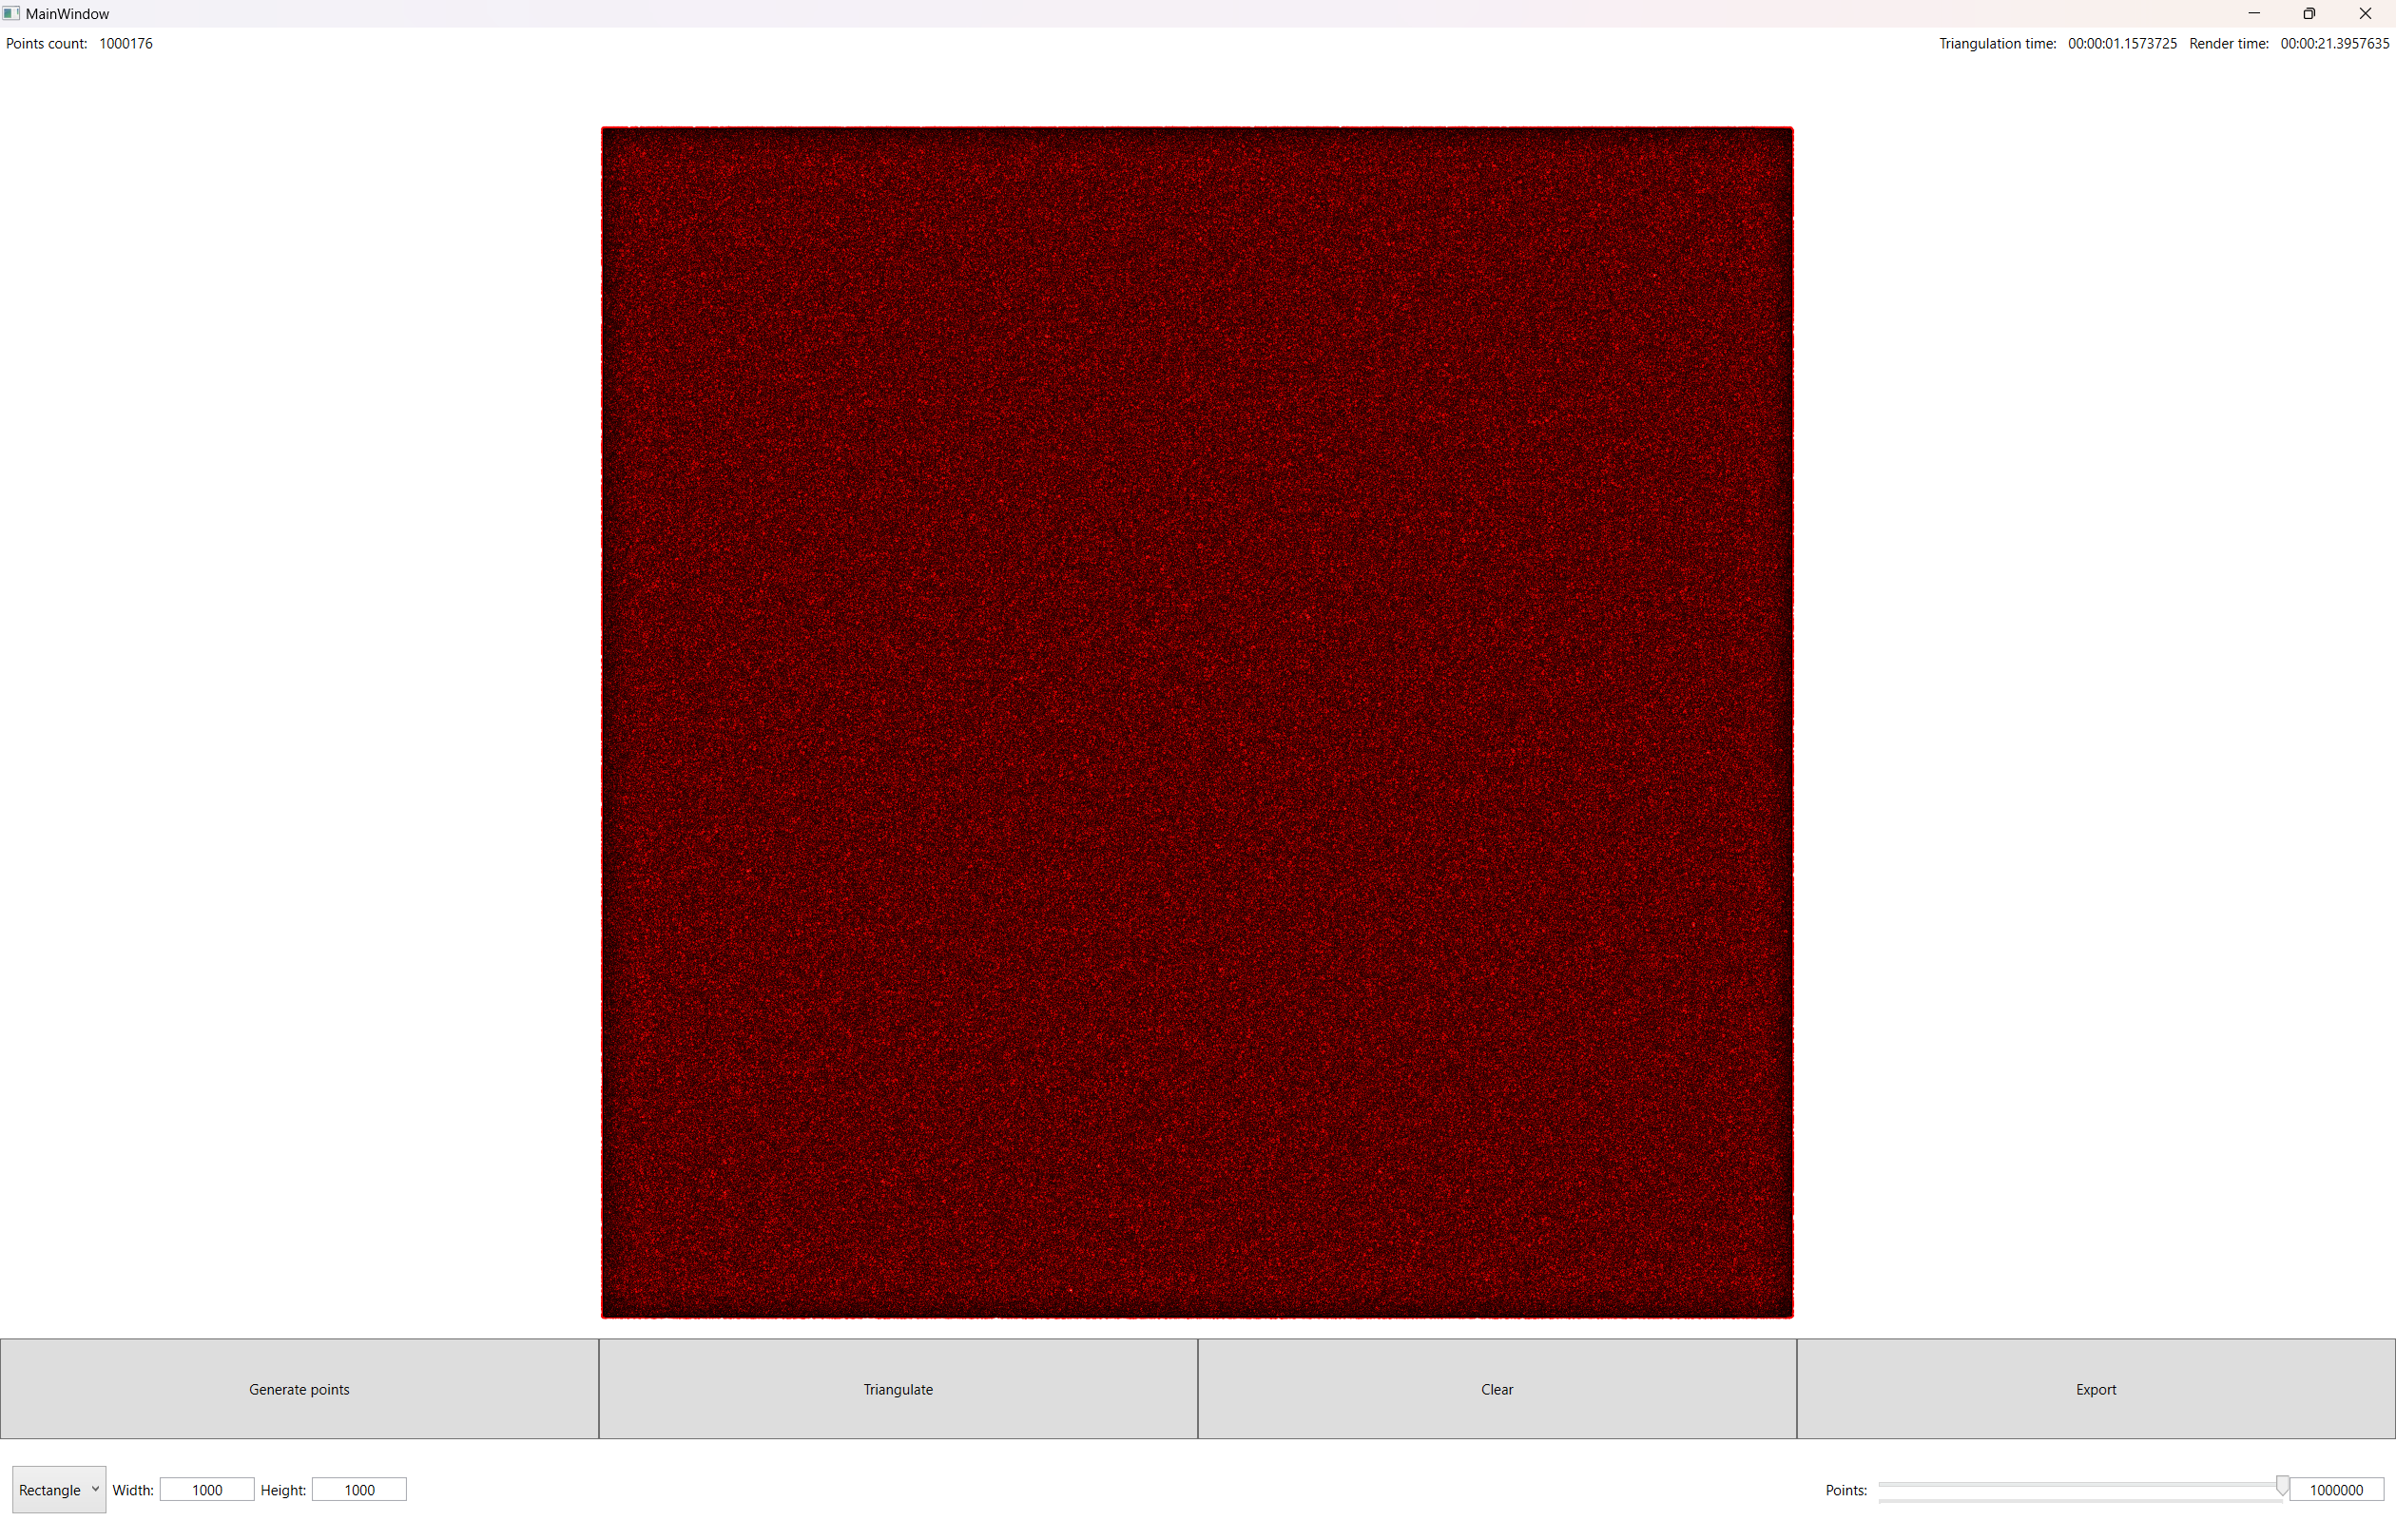 MainWindow
Points count: 1000176 Triangulation time: 00:00:01.1573725 Render time: 00:00:21.3957635
Generate points Triangulate Clear Export
Rectangle Width: 1000 Height: 1000 Points: 1000000